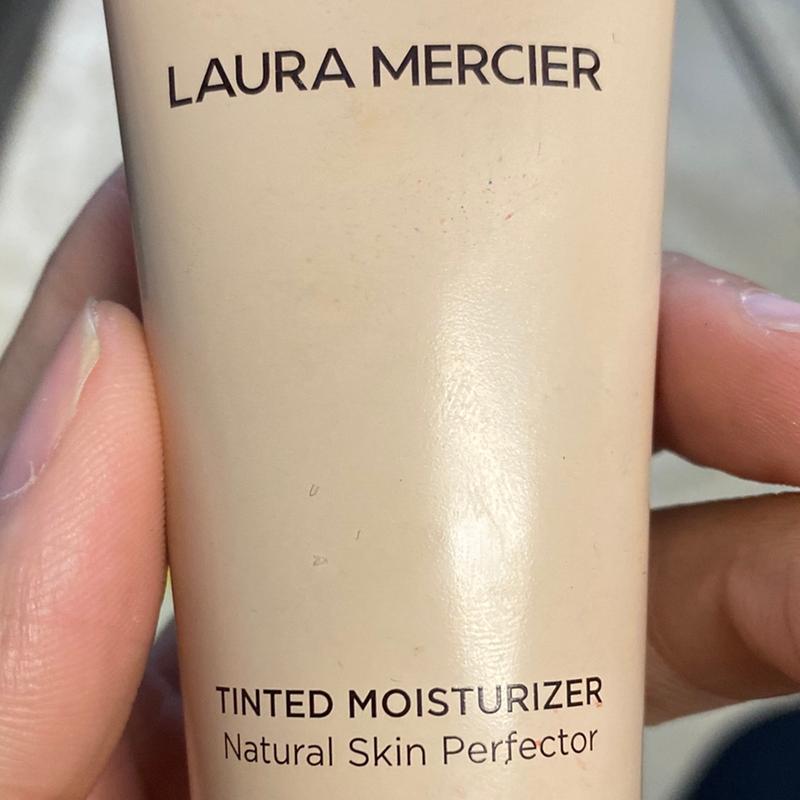 LAURA MERCIER
TINTED MOISTURIZER
Natural Skin Perfector